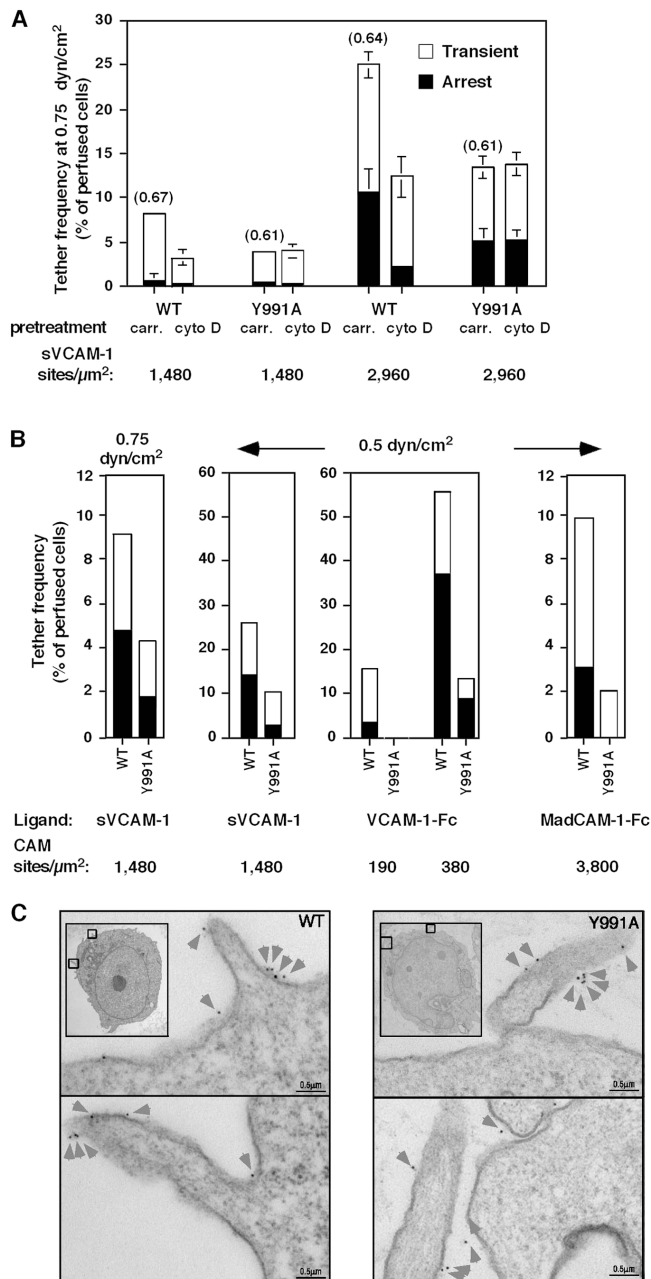 A
Tether frequency at 0.75 dyn/cm2
(% of perfused cells)
30
25
20
15
10
5
0
(0.67)
(0.61)
(0.64)
(0.61)
Transient
Arrest
WT Y991A WT Y991A
pretreatment carr. cyto D carr. cyto D carr. cyto D carr. cyto D
sVCAM-1
sites/µm2: 1,480 1,480 2,960 2,960
B
0.75
dyn/cm2
0.5 dyn/cm2
Tether frequency
(% of perfused cells)
12
10
8
6
4
2
0
WT
Y991A
60
50
40
30
20
10
0
WT
Y991A
60
50
40
30
20
10
0
WT
Y991A
WT
Y991A
12
10
8
6
4
2
0
WT
Y991A
Ligand: sVCAM-1 sVCAM-1 VCAM-1-Fc MadCAM-1-Fc
CAM
sites/µm2: 1,480 1,480 190 380 3,800
C
WT
0.5µm
Y991A
0.5µm
0.5µm
0.5µm